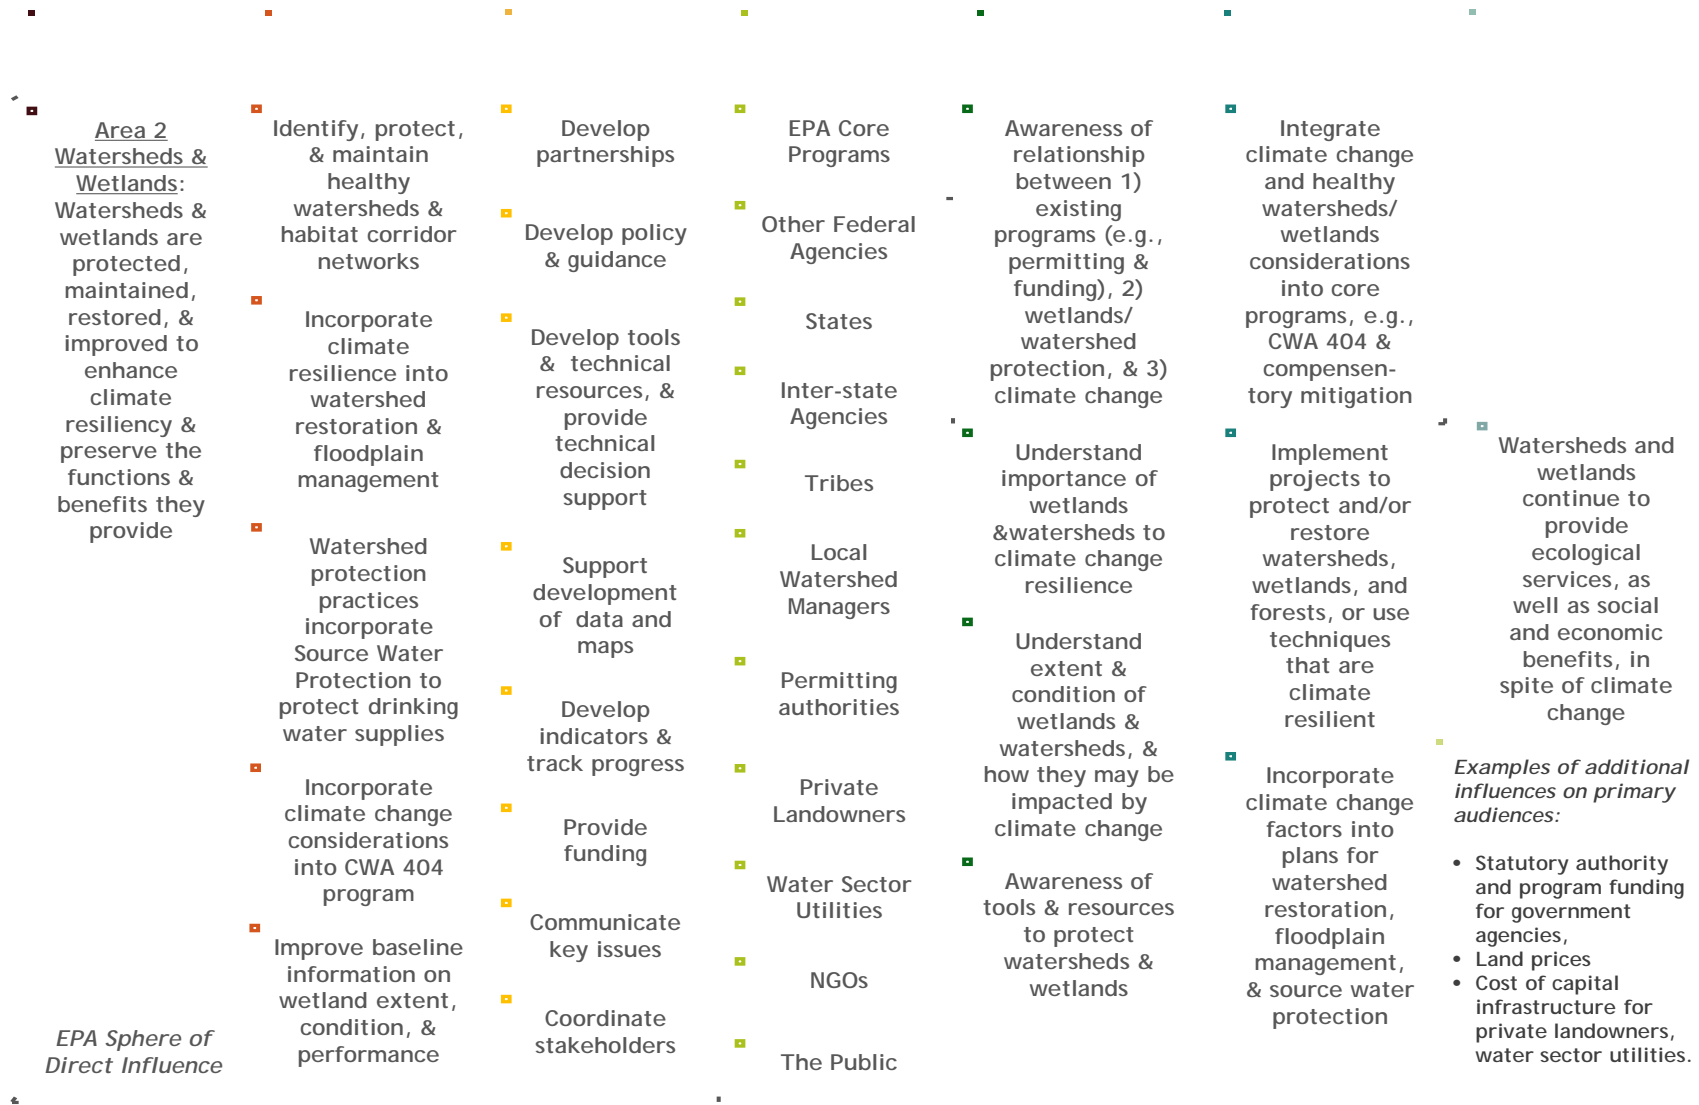 Area 2
Watersheds &
Wetlands:
Watersheds &
wetlands are
protected,
maintained,
restored, &
improved to
enhance
climate
resiliency &
preserve the
functions &
benefits they
provide
EPA Sphere of
Direct Influence
Identify, protect,
& maintain
healthy
watersheds &
habitat corridor
networks
Incorporate
climate
resilience into
watershed
restoration &
floodplain
management
Watershed
protection
practices
incorporate
Source Water
Protection to
protect drinking
water supplies
Incorporate
climate change
considerations
into CWA 404
program
Improve baseline
information on
wetland extent,
condition, &
performance
Develop
partnerships
Develop policy
& guidance
Develop tools
& technical
resources, &
provide
technical
decision
support
Support
development
of data and
maps
Develop
indicators &
track progress
Provide
funding
Communicate
key issues
Coordinate
stakeholders
EPA Core
Programs
Other Federal
Agencies
States
Inter-state
Agencies
Tribes
Local
Watershed
Managers
Permitting
authorities
Private
Landowners
Water Sector
Utilities
NGOs
The Public
Awareness of
relationship
between 1)
existing
programs (e.g.,
permitting &
funding), 2)
wetlands/
watershed
protection, & 3)
climate change
Understand
importance of
wetlands
&watersheds to
climate change
resilience
Understand
extent &
condition of
wetlands &
watersheds, &
how they may be
impacted by
climate change
Awareness of
tools & resources
to protect
watersheds &
wetlands
Integrate
climate change
and healthy
watersheds/
wetlands
considerations
into core
programs, e.g.,
CWA 404 &
compensen-
tory mitigation
Implement
projects to
protect and/or
restore
watersheds,
wetlands, and
forests, or use
techniques
that are
climate
resilient
Incorporate
climate change
factors into
plans for
watershed
restoration,
floodplain
management,
& source water
protection
Watersheds and
wetlands
continue to
provide
ecological
services, as
well as social
and economic
benefits, in
spite of climate
change
Examples of additional
influences on primary
audiences:
• Statutory authority
and program funding
for government
agencies,
• Land prices
• Cost of capital
infrastructure for
private landowners,
water sector utilities.